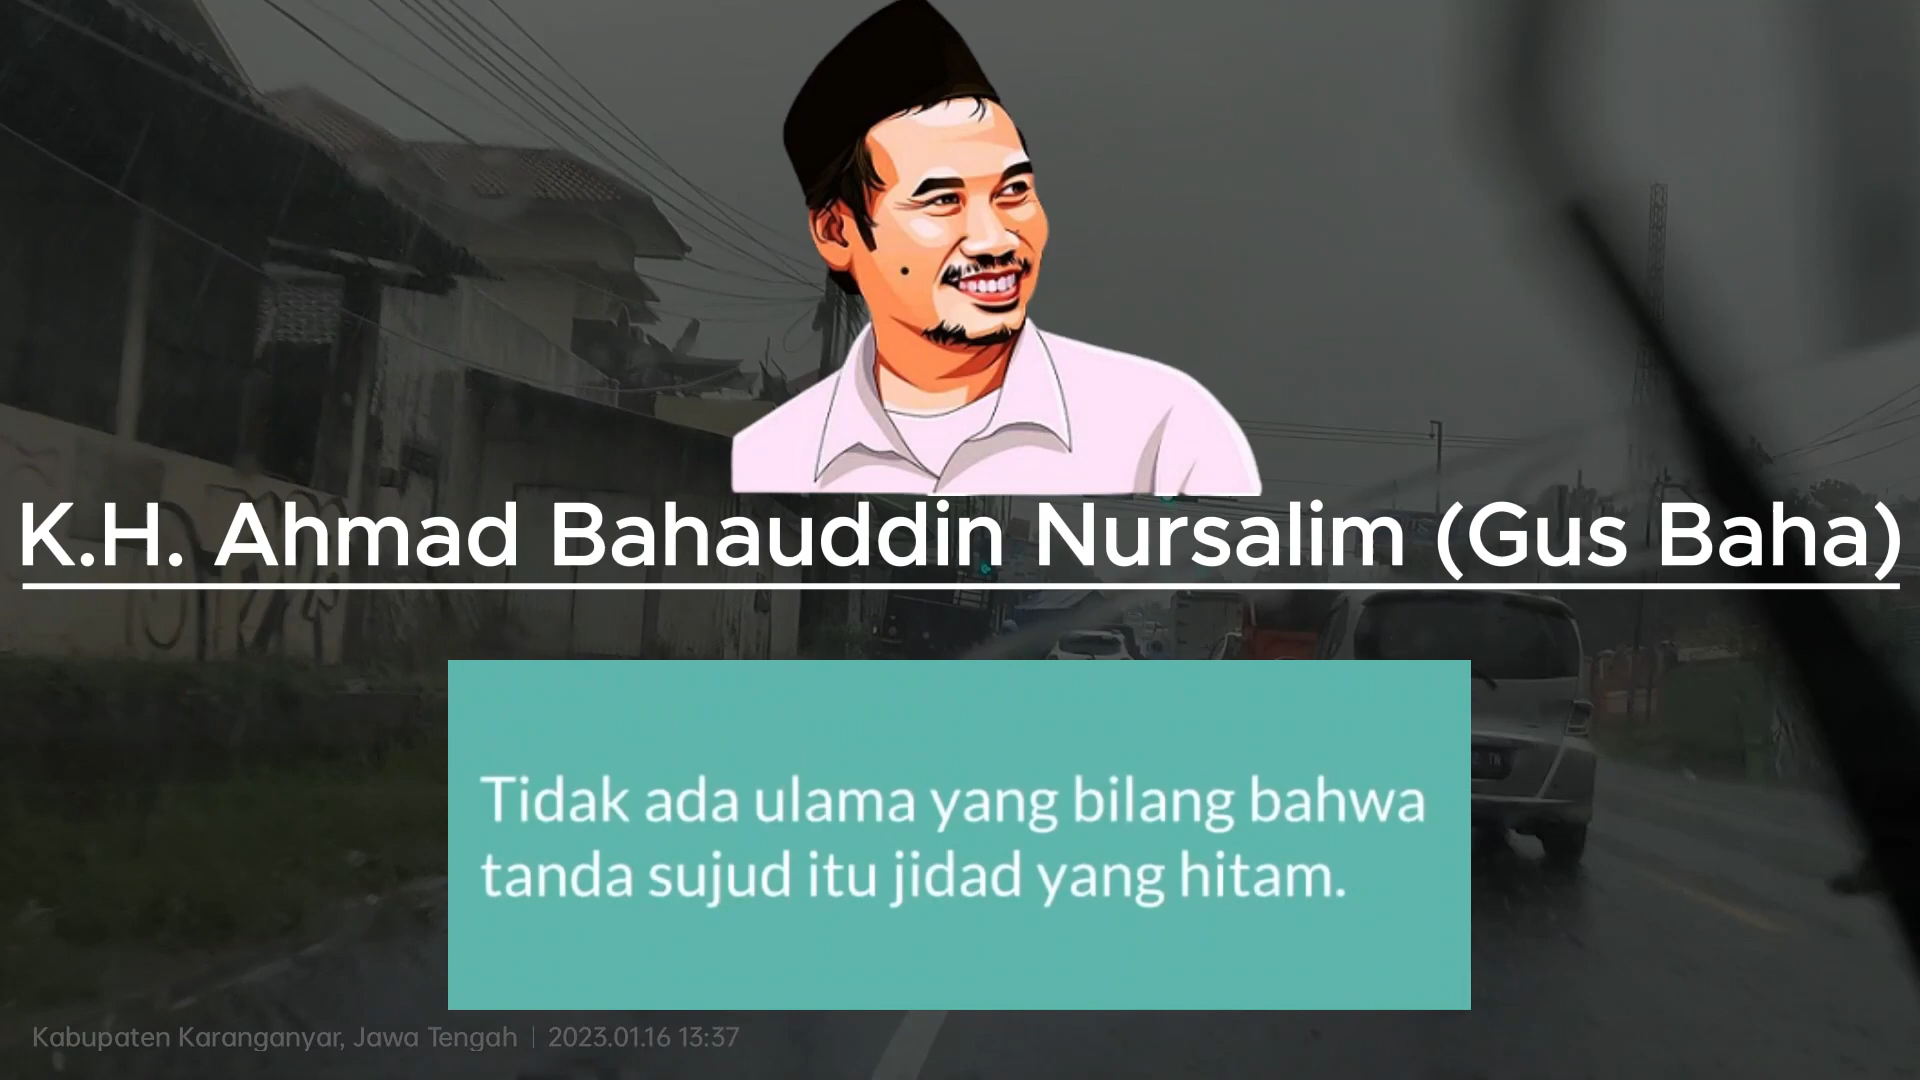 K.H. Ahmad Bahauddin Nursalim (Gus Baha)
Tidak ada ulama yang bilang bahwa
tanda sujud itu jidad yang hitam.
Kabupaten Karanganyar, Jawa Tengah | 2023.01.16 13:37